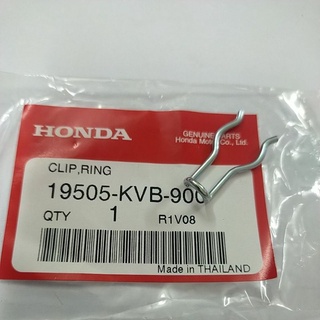 HONDA
GENUINE PARTS
Honda Motor Co., Ltd.
CLIP,RING
19505-KVB-900
QTY 1 R1V08
Made in THAILAND